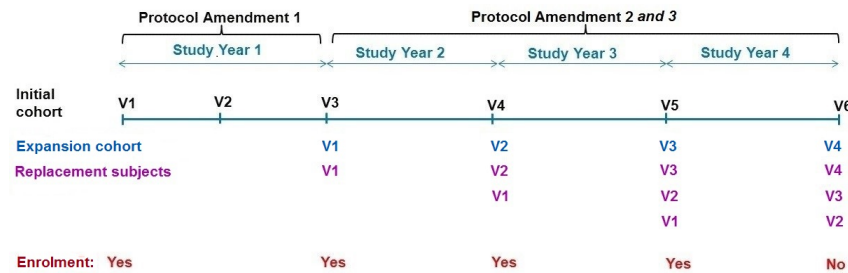 Protocol Amendment 1 Protocol Amendment 2 and 3
Study Year 1 Study Year 2 Study Year 3 Study Year 4
Initial cohort V1 V2 V3 V4 V5 V6
Expansion cohort V1 V2 V3 V4
Replacement subjects V1 V2 V3 V4
V1 V2 V3
V1 V2
Enrolment: Yes Yes Yes Yes No